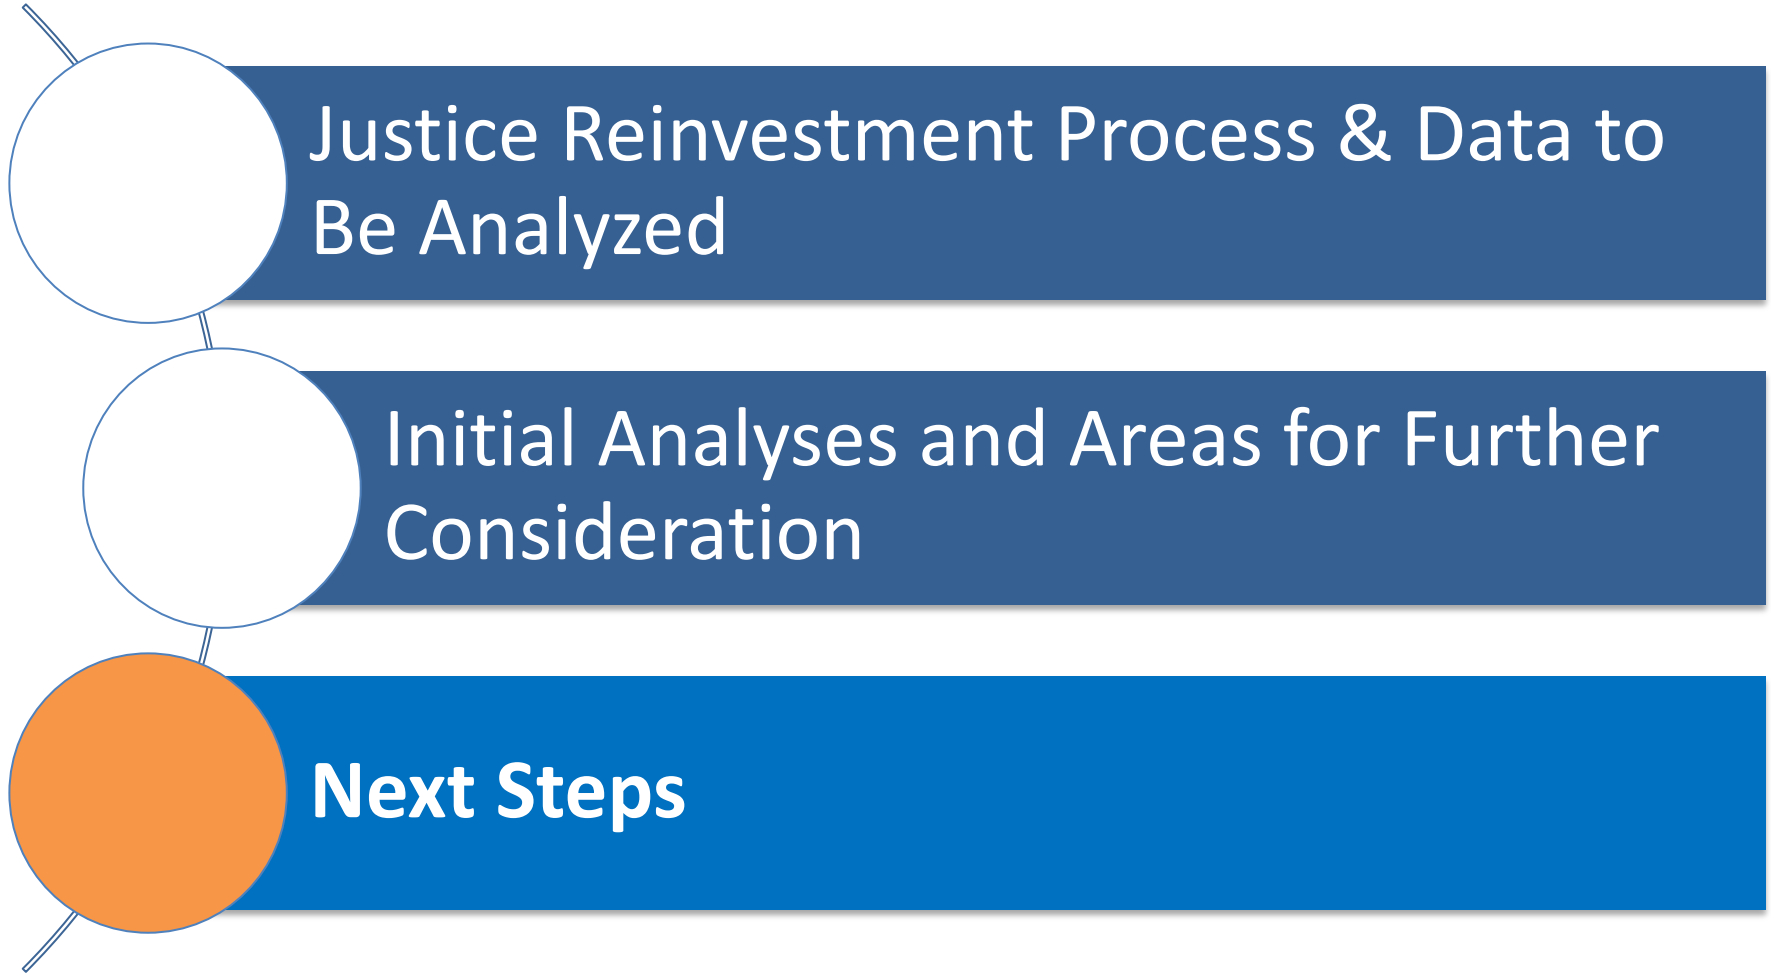 Justice Reinvestment Process & Data to
Be Analyzed
Initial Analyses and Areas for Further
Consideration
Next Steps